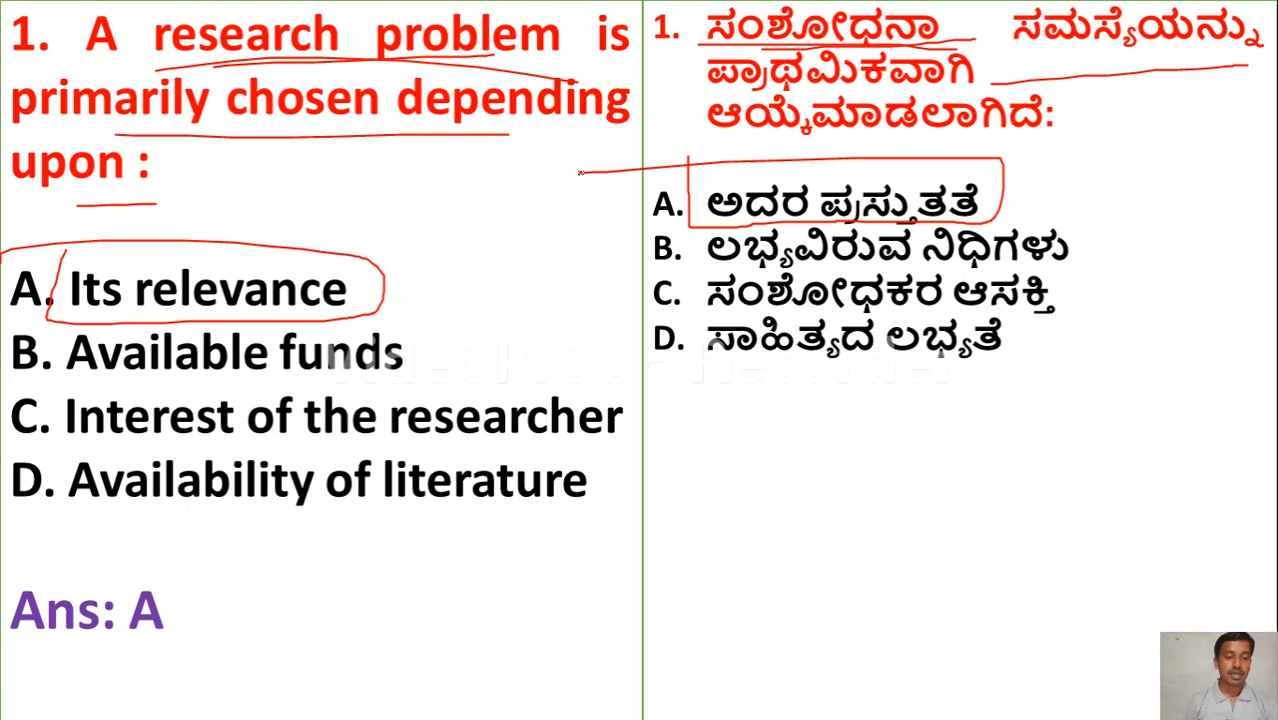 1. A research problem is
primarily chosen depending
upon :
A. Its relevance
B. Available funds
C. Interest of the researcher
D. Availability of literature
Ans: A
1. ಸಂಶೋಧನಾ ಸಮಸ್ಯೆಯನ್ನು
ಪ್ರಾಥಮಿಕವಾಗಿ
ಆಯ್ಕೆಮಾಡಲಾಗಿದೆ:
A. ಅದರ ಪ್ರಸ್ತುತತೆ
B. ಲಭ್ಯವಿರುವ ನಿಧಿಗಳು
C. ಸಂಶೋಧಕರ ಆಸಕ್ತಿ
D. ಸಾಹಿತ್ಯದ ಲಭ್ಯತೆ
VideoProc - Recorder